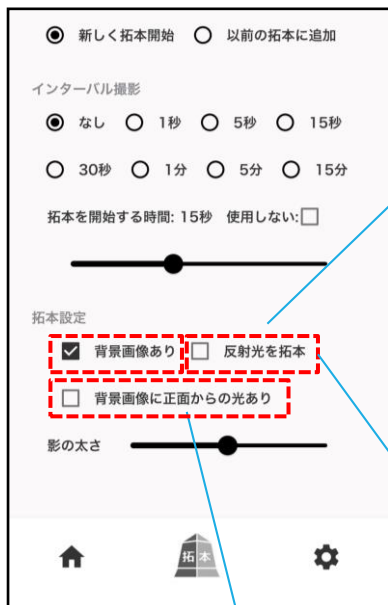 新しく拓本開始 以前の拓本に追加
インターバル撮影
なし 1秒 5秒 15秒
30秒 1分 5分 15分
拓本を開始する時間: 15秒 使用しない:
拓本設定
背景画像あり 反射光を拓本
背景画像に正面からの光あり
影の太さ
拓本